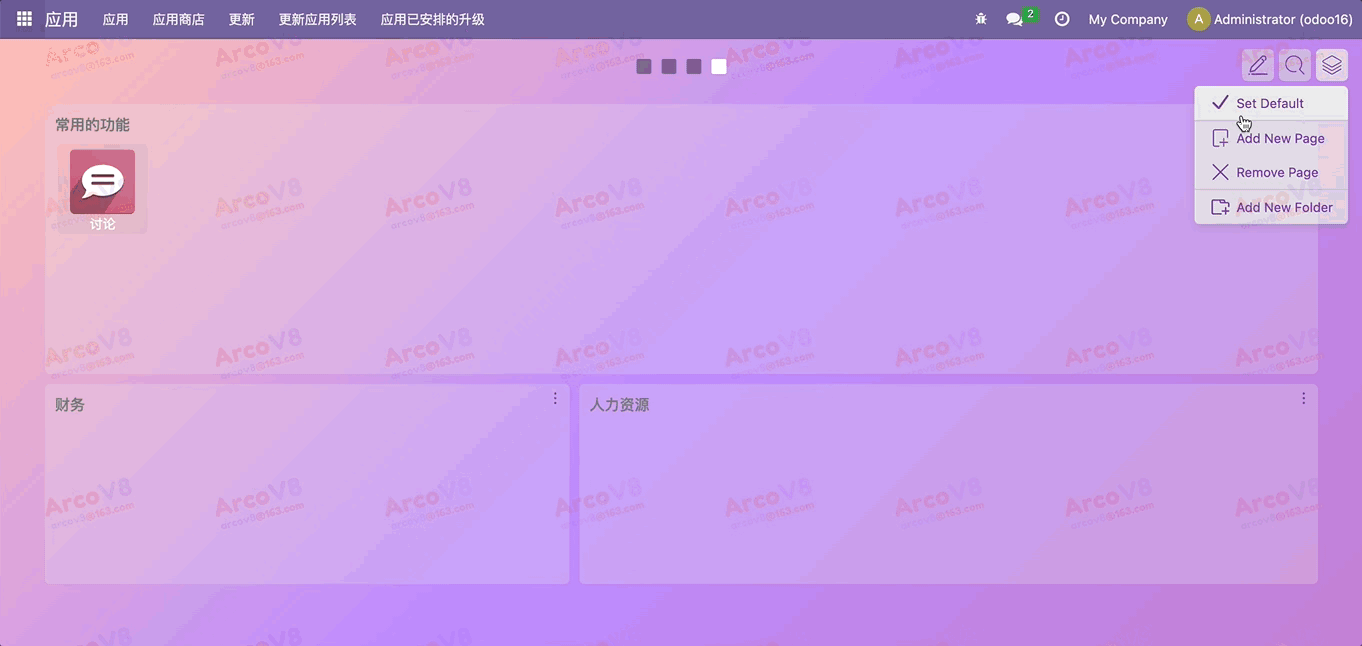 应用 应用 应用商店 更新 更新应用列表 应用已安排的升级 2 My Company A Administrator (odoo16)
Set Default
Add New Page
Remove Page
Add New Folder
常用的功能
讨论
财务
人力资源
ArcoV8
arcov8@163.com